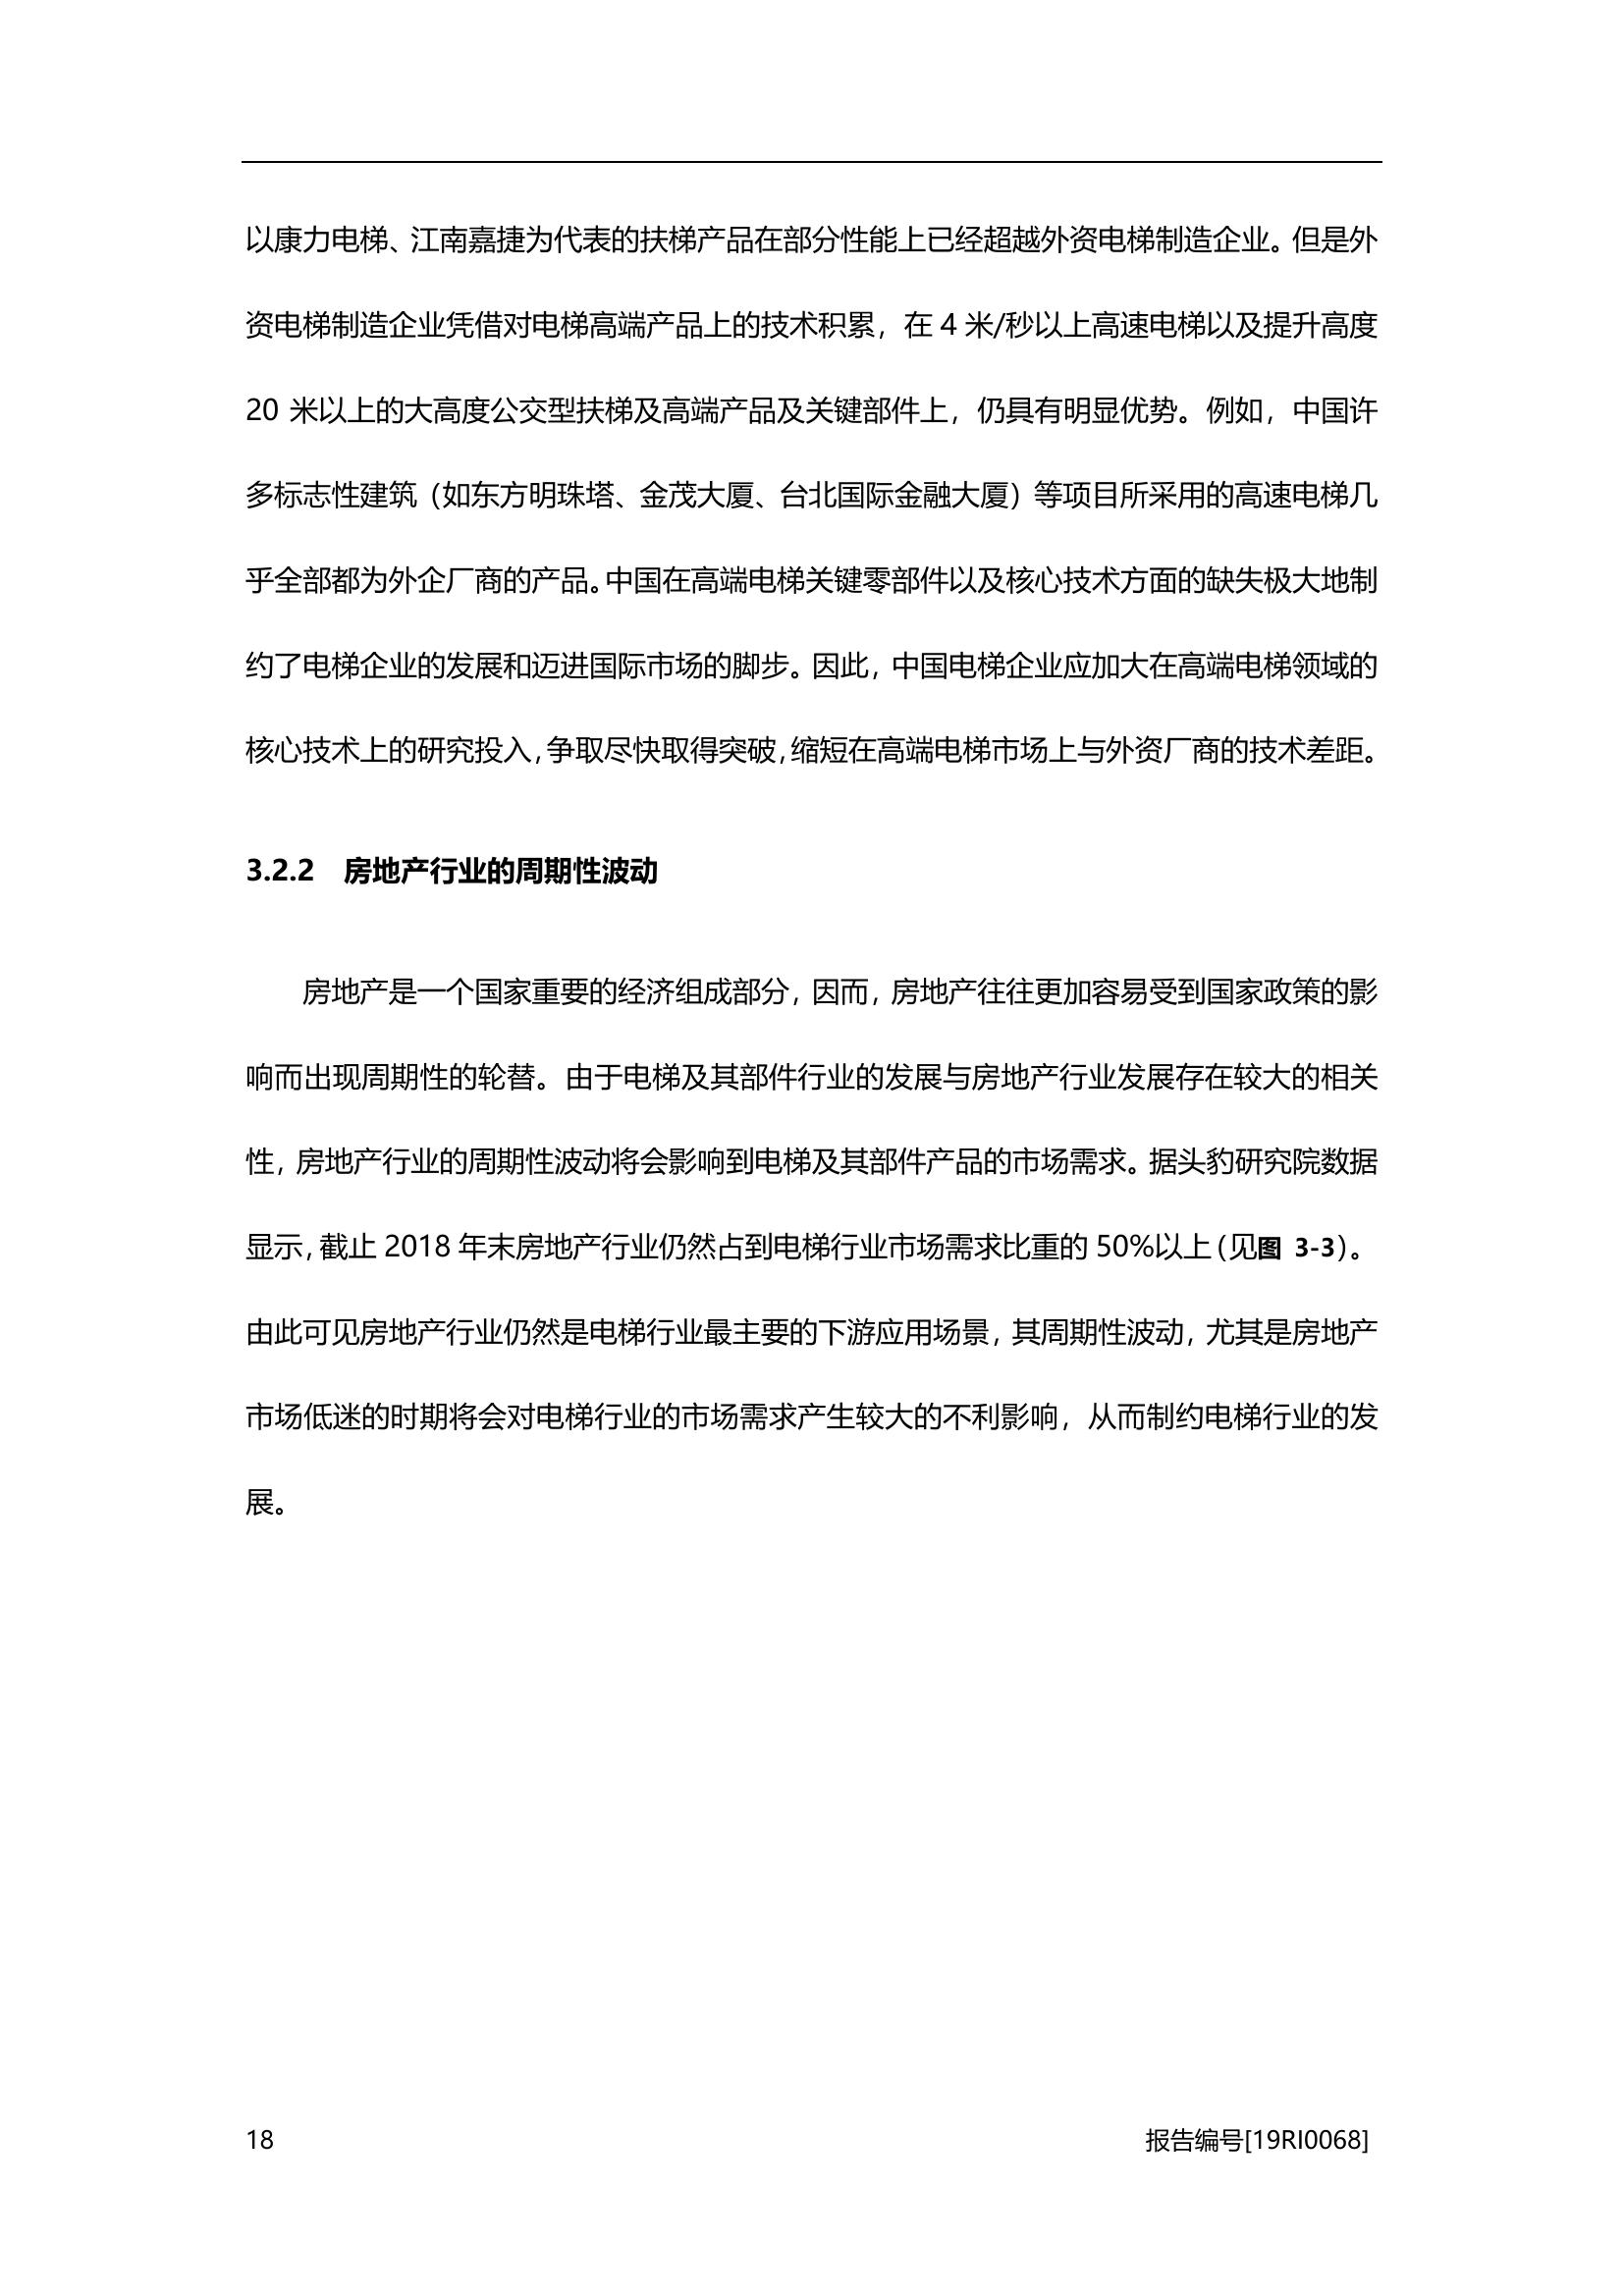 以康力电梯、江南嘉捷为代表的扶梯产品在部分性能上已经超越外资电梯制造企业。但是外
资电梯制造企业凭借对电梯高端产品上的技术积累，在 4 米/秒以上高速电梯以及提升高度
20 米以上的大高度公交型扶梯及高端产品及关键部件上，仍具有明显优势。例如，中国许
多标志性建筑（如东方明珠塔、金茂大厦、台北国际金融大厦）等项目所采用的高速电梯几
乎全部都为外企厂商的产品。中国在高端电梯关键零部件以及核心技术方面的缺失极大地制
约了电梯企业的发展和迈进国际市场的脚步。因此，中国电梯企业应加大在高端电梯领域的
核心技术上的研究投入，争取尽快取得突破，缩短在高端电梯市场上与外资厂商的技术差距。
3.2.2 房地产行业的周期性波动
房地产是一个国家重要的经济组成部分，因而，房地产往往更加容易受到国家政策的影
响而出现周期性的轮替。由于电梯及其部件行业的发展与房地产行业发展存在较大的相关
性，房地产行业的周期性波动将会影响到电梯及其部件产品的市场需求。据头豹研究院数据
显示，截止 2018 年末房地产行业仍然占到电梯行业市场需求比重的 50%以上（见图 3-3）。
由此可见房地产行业仍然是电梯行业最主要的下游应用场景，其周期性波动，尤其是房地产
市场低迷的时期将会对电梯行业的市场需求产生较大的不利影响，从而制约电梯行业的发
展。
18 报告编号[19RI0068]